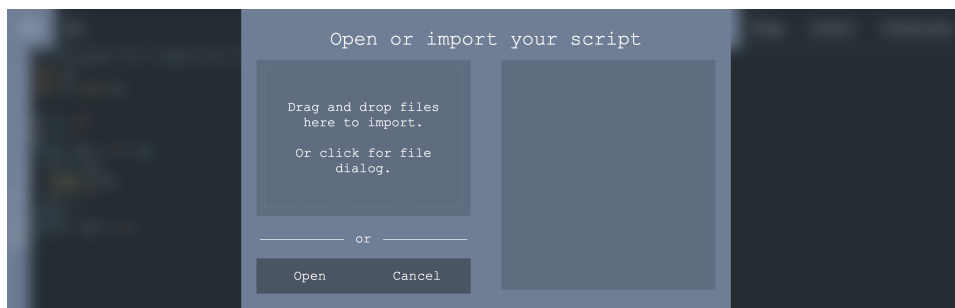 Open or import your script
Drag and drop files
here to import.
Or click for file
dialog.
or
Open Cancel